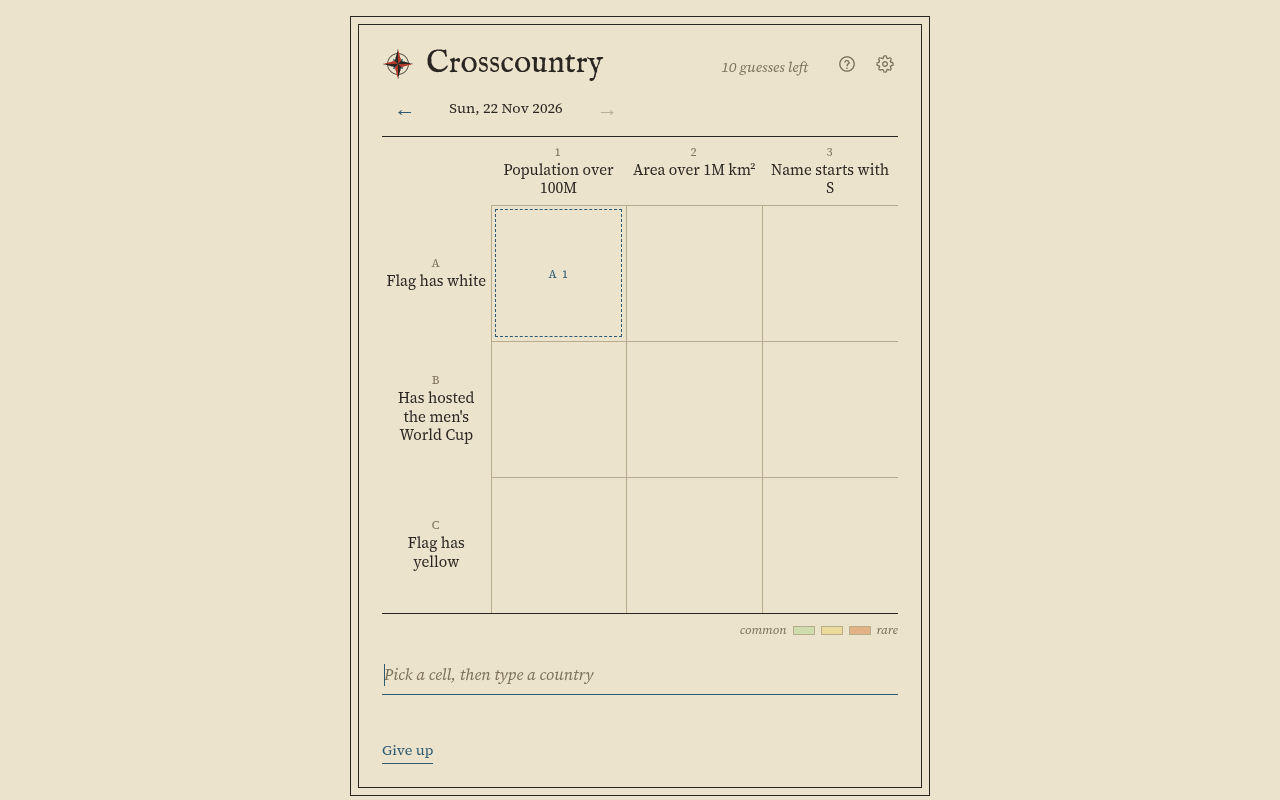 Crosscountry
10 guesses left
← Sun, 22 Nov 2026 →
1
Population over
100M
2
Area over 1M km²
3
Name starts with
S
A
Flag has white
A 1
B
Has hosted
the men's
World Cup
C
Flag has
yellow
common
rare
Pick a cell, then type a country
Give up